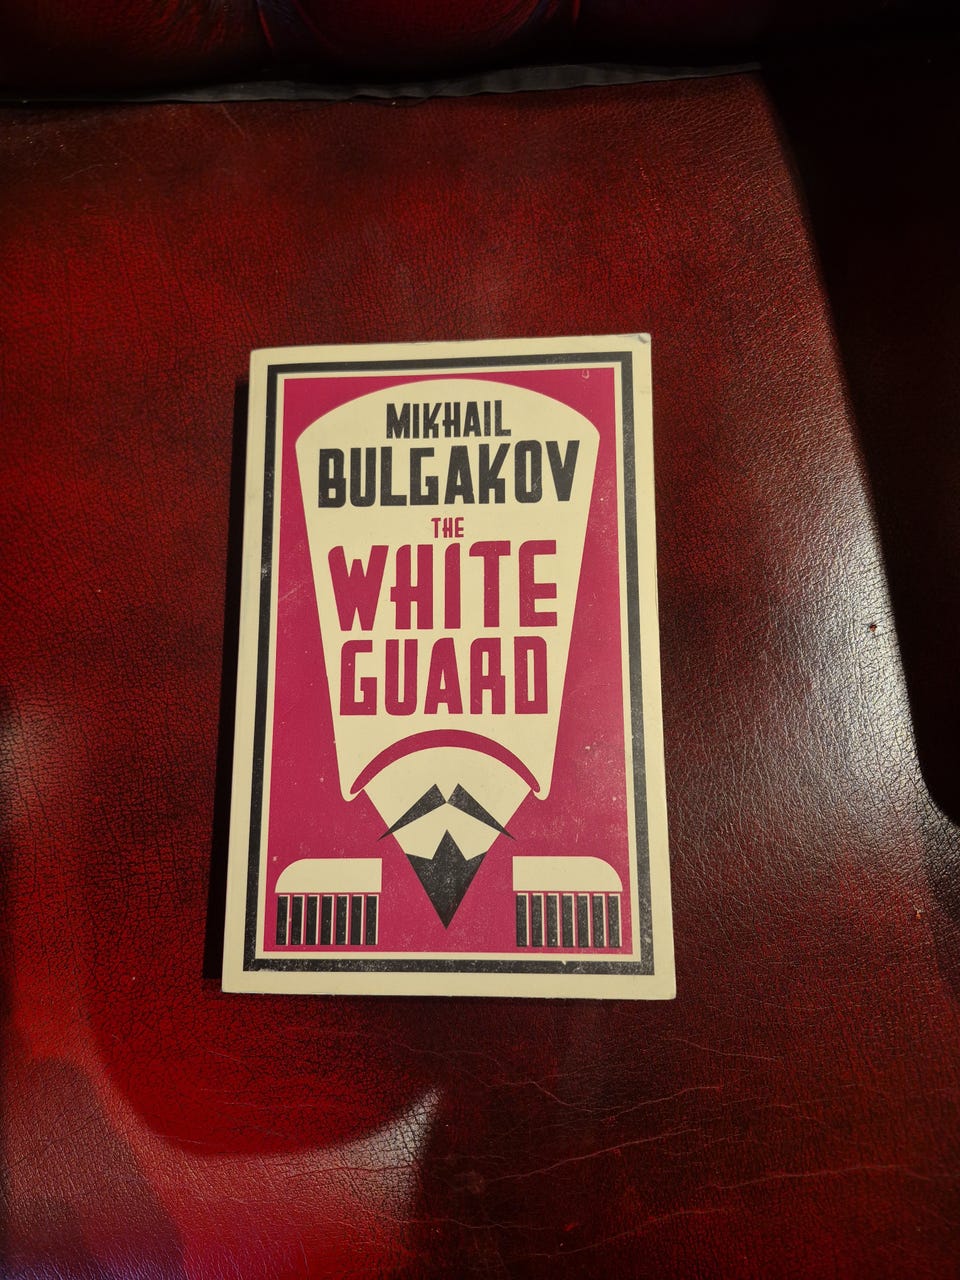 MIKHAIL
BULGAKOV
THE
WHITE
GUARD